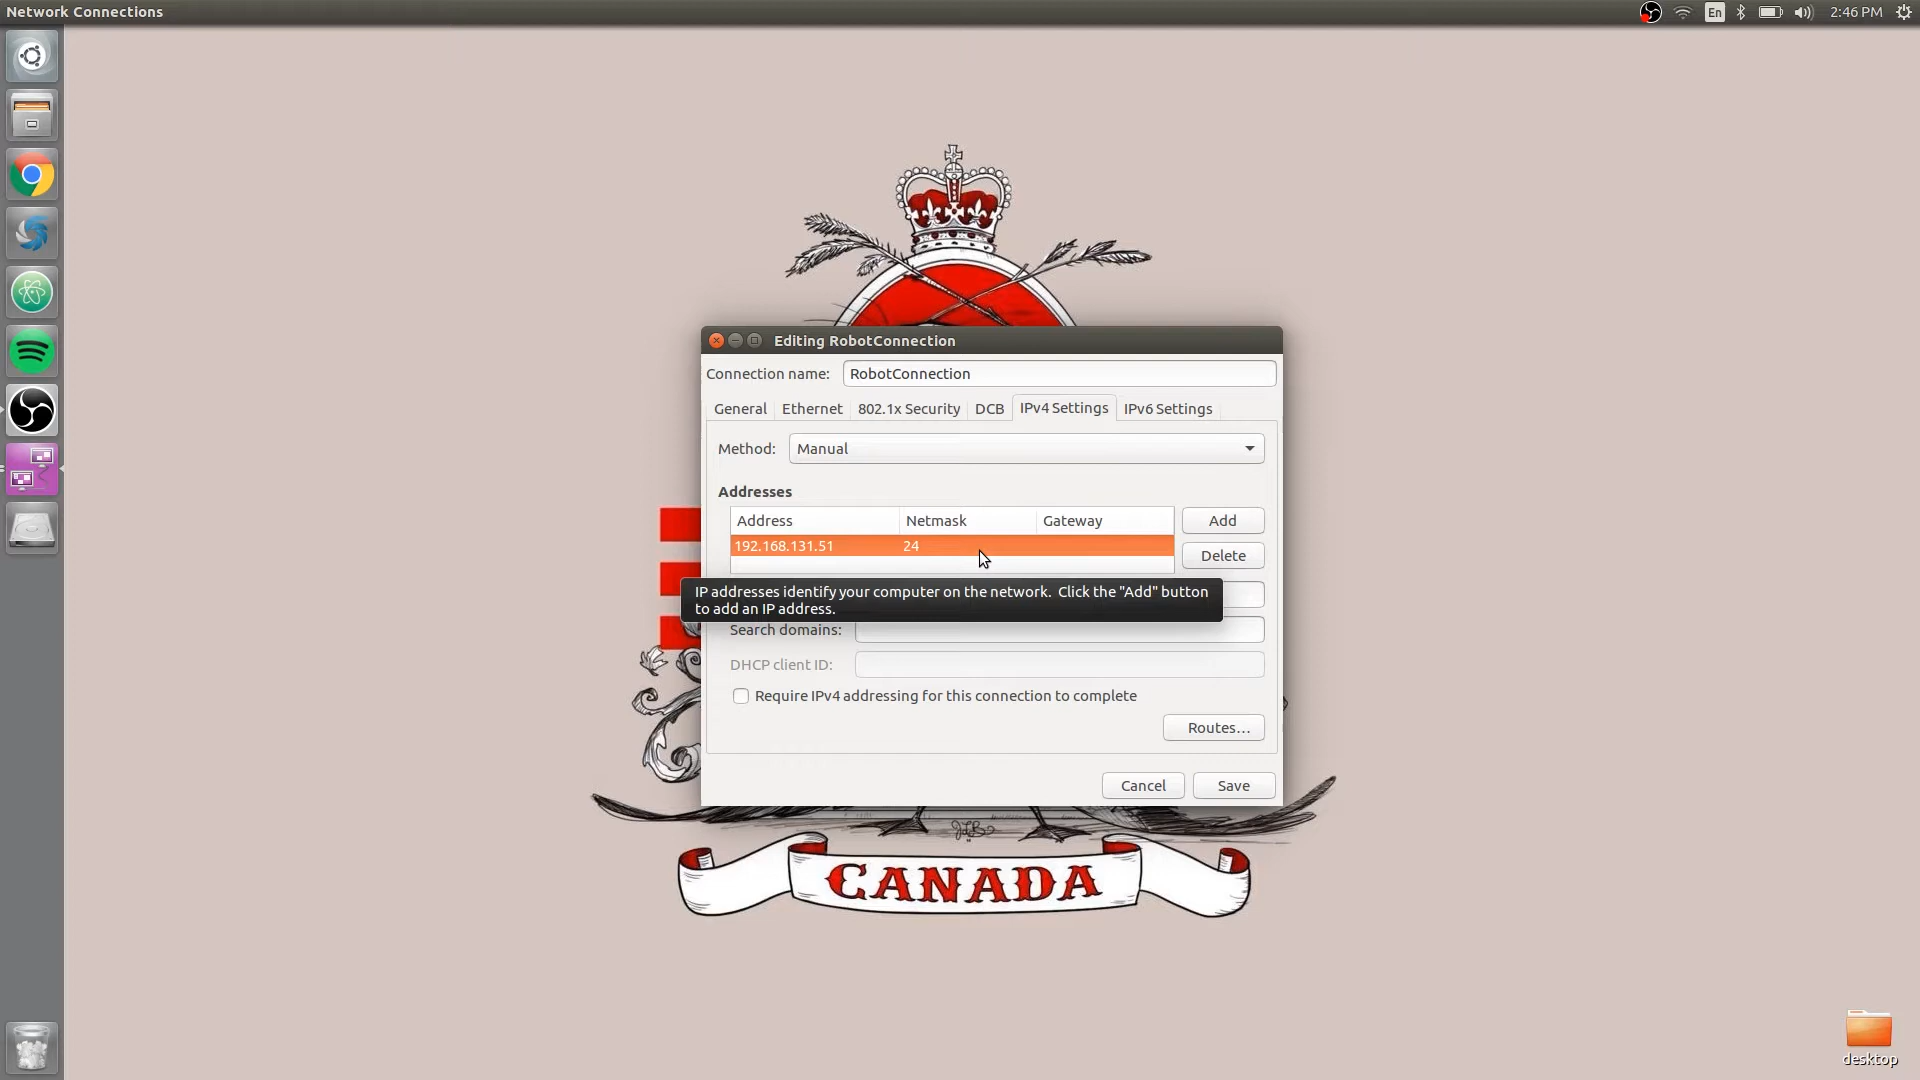 Network Connections
En
2:46 PM
Editing RobotConnection
Connection name: RobotConnection
General Ethernet 802.1x Security DCB IPv4 Settings IPv6 Settings
Method: Manual
Addresses
Address Netmask Gateway Add
192.168.131.51 24
Delete
IP addresses identify your computer on the network. Click the "Add" button
to add an IP address.
Search domains:
DHCP client ID:
Require IPv4 addressing for this connection to complete
Routes...
Cancel Save
CANADA
desktop